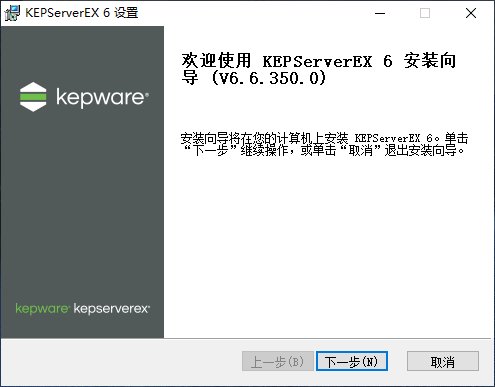 KEPServerEX 6 设置
欢迎使用 KEPServerEX 6 安装向
导 (V6.6.350.0)
kepware®
安装向导将在您的计算机上安装 KEPServerEX 6。单击
“下一步”继续操作，或单击“取消”退出安装向导。
kepware® kepserverex®
上一步(B)
下一步(N)
取消